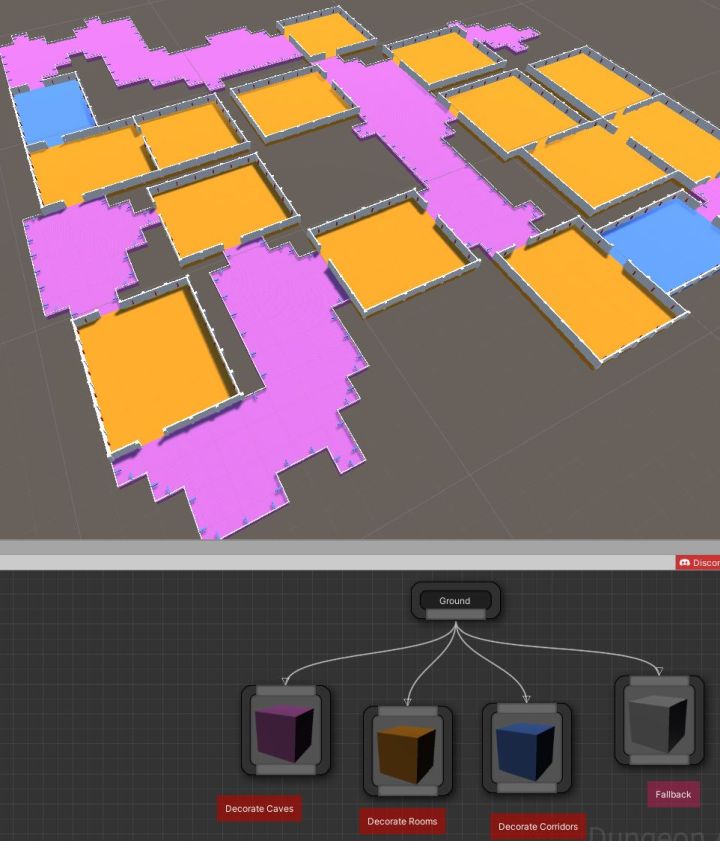 Discor
Ground
Decorate Caves
Decorate Rooms
Decorate Corridors
Fallback
Dungeon